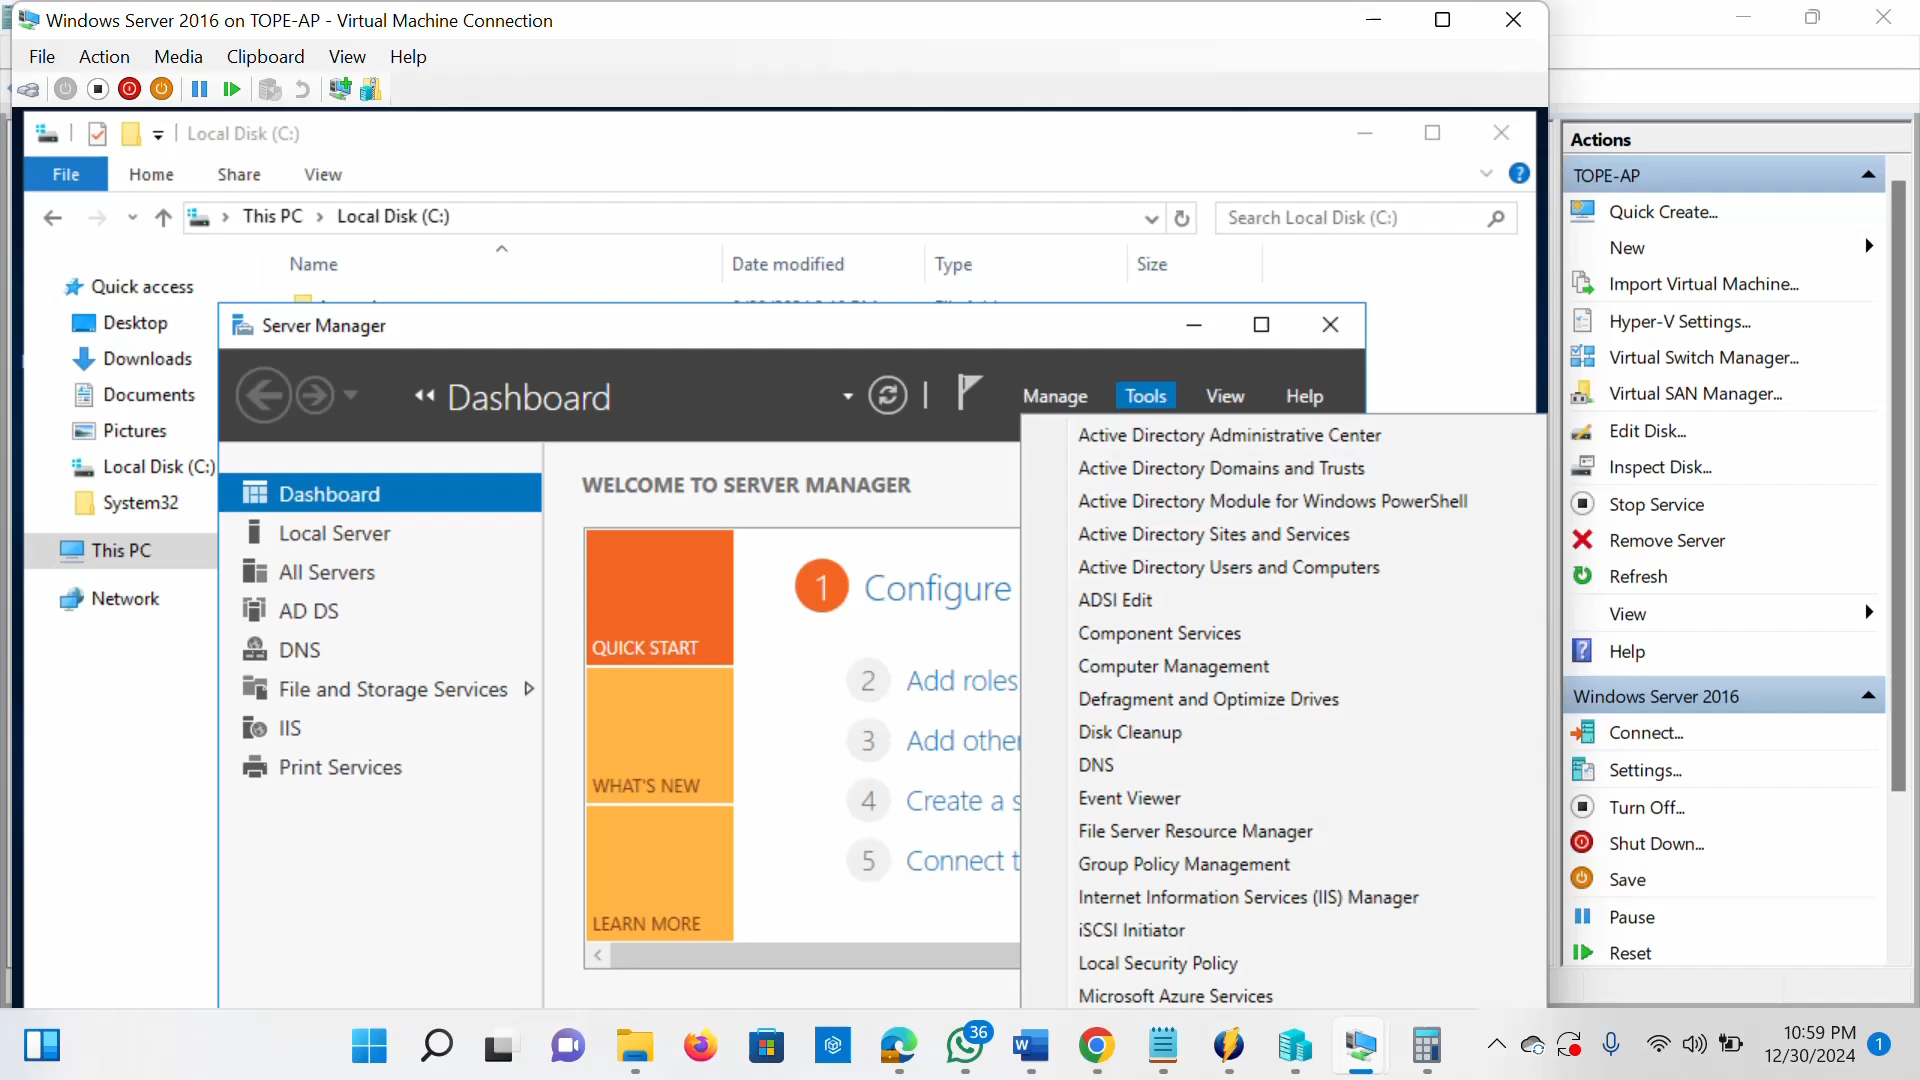 Windows Server 2016 on TOPE-AP - Virtual Machine Connection
File Action Media Clipboard View Help
Local Disk (C:)
File Home Share View
This PC > Local Disk (C:)
Search Local Disk (C:)
Name Date modified Type Size
Quick access
Desktop
Downloads
Documents
Pictures
Local Disk (C:)
System32
This PC
Network
Server Manager
Dashboard
Manage Tools View Help
Dashboard
Local Server
All Servers
AD DS
DNS
File and Storage Services
IIS
Print Services
WELCOME TO SERVER MANAGER
QUICK START
WHAT'S NEW
LEARN MORE
1 Configure
2 Add roles
3 Add other
4 Create a s
5 Connect t
Active Directory Administrative Center
Active Directory Domains and Trusts
Active Directory Module for Windows PowerShell
Active Directory Sites and Services
Active Directory Users and Computers
ADSI Edit
Component Services
Computer Management
Defragment and Optimize Drives
Disk Cleanup
DNS
Event Viewer
File Server Resource Manager
Group Policy Management
Internet Information Services (IIS) Manager
iSCSI Initiator
Local Security Policy
Microsoft Azure Services
Actions
TOPE-AP
Quick Create...
New
Import Virtual Machine...
Hyper-V Settings...
Virtual Switch Manager...
Virtual SAN Manager...
Edit Disk...
Inspect Disk...
Stop Service
Remove Server
Refresh
View
Help
Windows Server 2016
Connect...
Settings...
Turn Off...
Shut Down...
Save
Pause
Reset
36
10:59 PM
12/30/2024
1